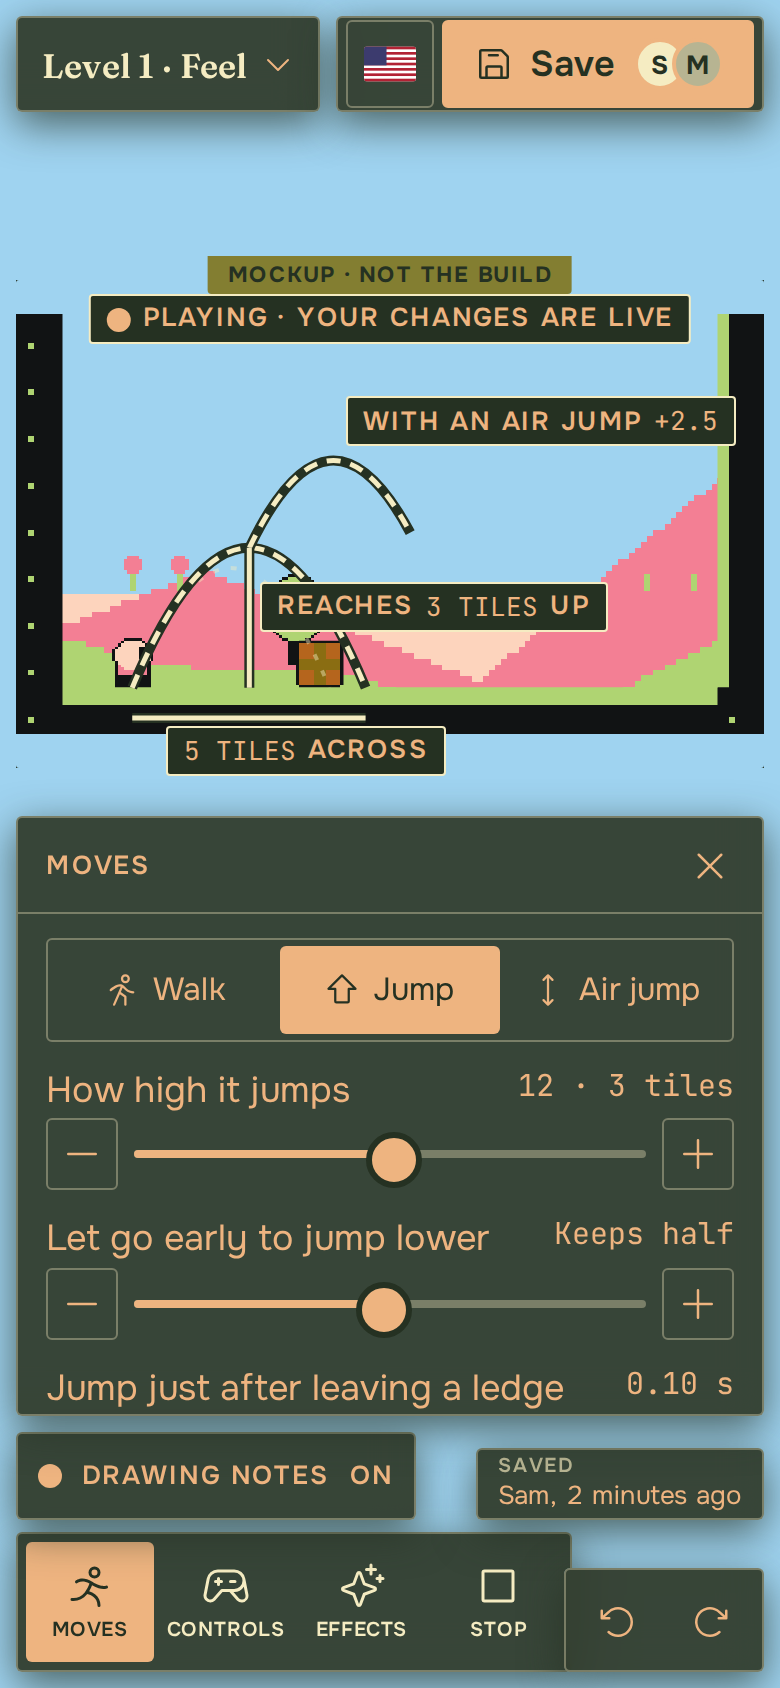 Level 1 · Feel
Save S M
MOCKUP · NOT THE BUILD
PLAYING · YOUR CHANGES ARE LIVE
WITH AN AIR JUMP +2.5
REACHES 3 TILES UP
5 TILES ACROSS
MOVES
Walk Jump Air jump
How high it jumps 12 · 3 tiles
Let go early to jump lower Keeps half
Jump just after leaving a ledge 0.10 s
DRAWING NOTES ON
SAVED
Sam, 2 minutes ago
MOVES CONTROLS EFFECTS STOP